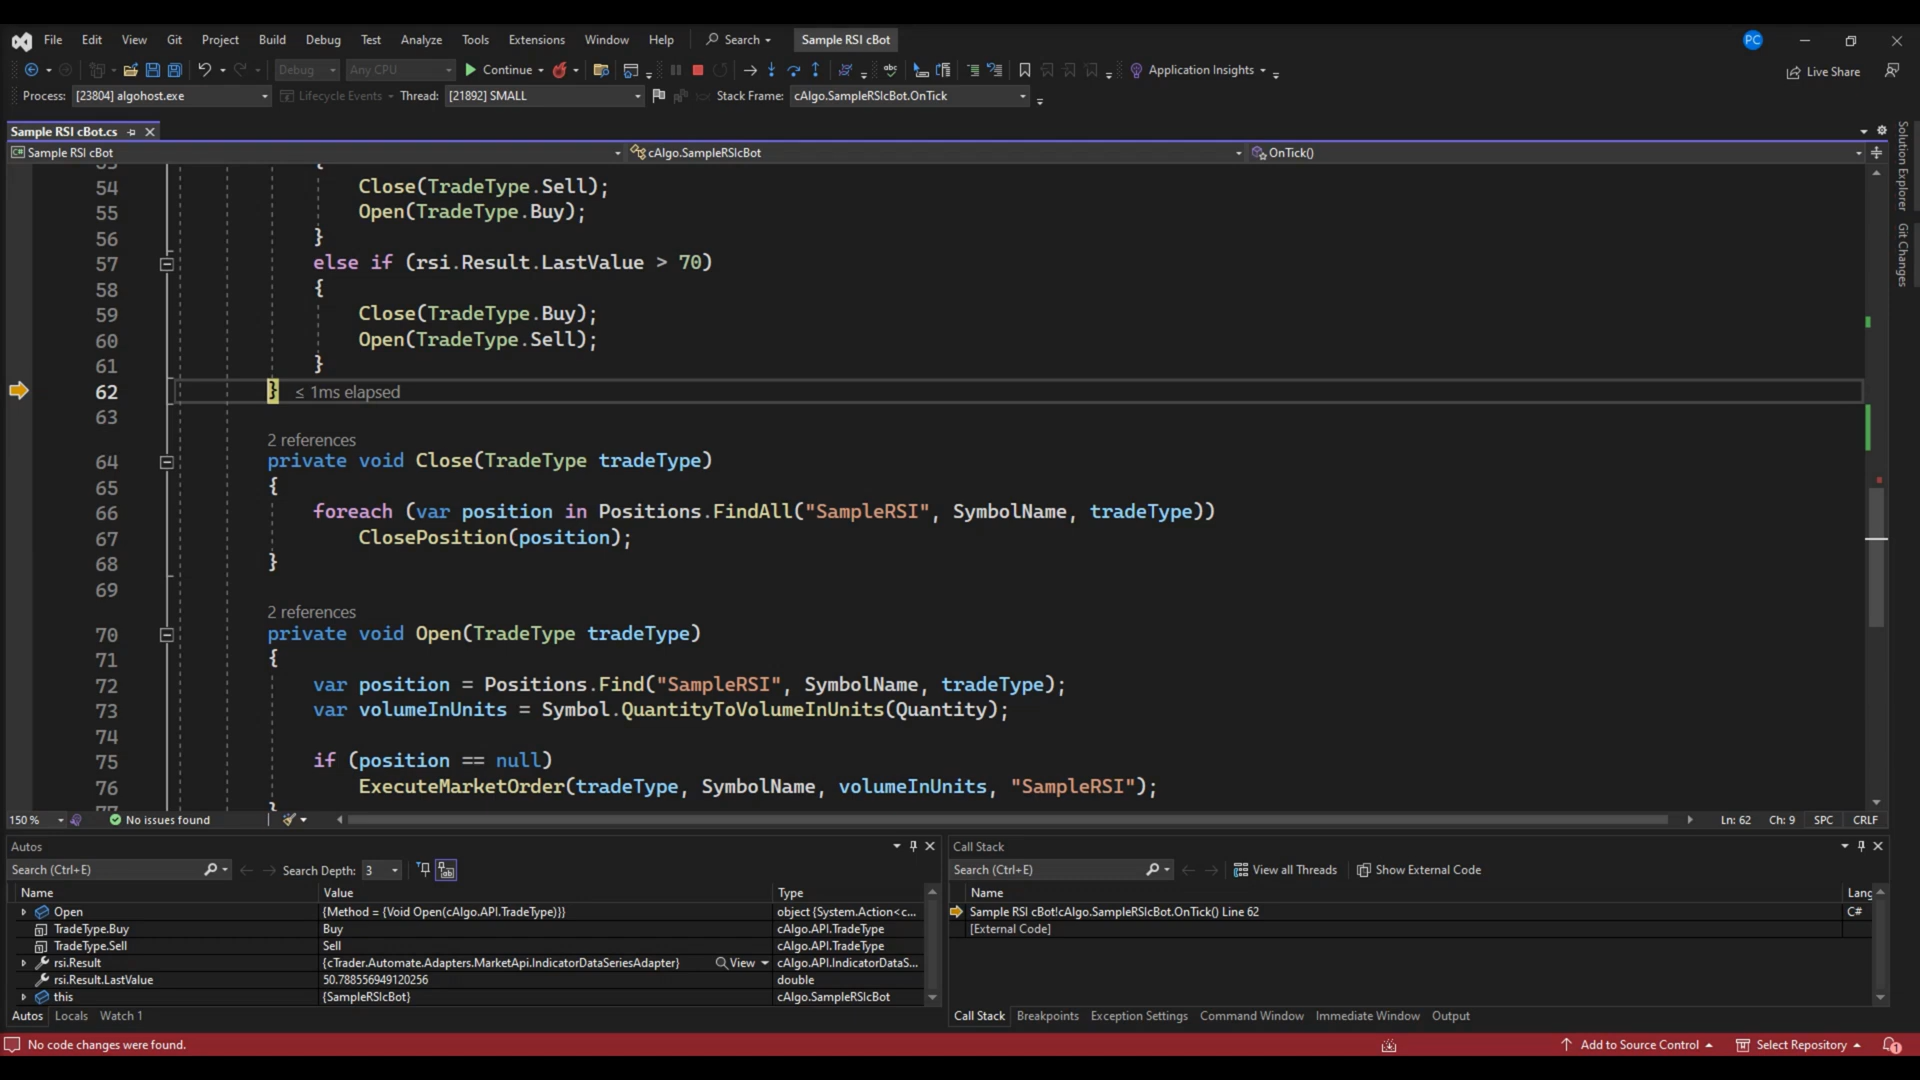 File Edit View Git Project Build Debug Test Analyze Tools Extensions Window Help Search Sample RSI cBot PC
Debug Any CPU Continue abc Application Insights Live Share
Process: [23804] algohost.exe Lifecycle Events Thread: [21892] SMALL Stack Frame: cAlgo.SampleRSIcBot.OnTick
Sample RSI cBot.cs
C# Sample RSI cBot cAlgo.SampleRSIcBot OnTick()
{
54 Close(TradeType.Sell);
55 Open(TradeType.Buy);
56 }
57 else if (rsi.Result.LastValue > 70)
58 {
59 Close(TradeType.Buy);
60 Open(TradeType.Sell);
61 }
62 } ≤ 1ms elapsed
63
2 references
64 private void Close(TradeType tradeType)
65 {
66 foreach (var position in Positions.FindAll("SampleRSI", SymbolName, tradeType))
67 ClosePosition(position);
68 }
69
2 references
70 private void Open(TradeType tradeType)
71 {
72 var position = Positions.Find("SampleRSI", SymbolName, tradeType);
73 var volumeInUnits = Symbol.QuantityToVolumeInUnits(Quantity);
74
75 if (position == null)
76 ExecuteMarketOrder(tradeType, SymbolName, volumeInUnits, "SampleRSI");
77 }
Solution Explorer
Git Changes
150 % No issues found Ln: 62 Ch: 9 SPC CRLF
Autos
Search (Ctrl+E) Search Depth: 3
Name Value Type
Open {Method = {Void Open(cAlgo.API.TradeType)}} object {System.Action<c...
TradeType.Buy Buy cAlgo.API.TradeType
TradeType.Sell Sell cAlgo.API.TradeType
rsi.Result {cTrader.Automate.Adapters.MarketApi.IndicatorDataSeriesAdapter} View cAlgo.API.IndicatorDataS...
rsi.Result.LastValue 50.788556949120256 double
this {SampleRSIcBot} cAlgo.SampleRSIcBot
Autos Locals Watch 1
Call Stack
Search (Ctrl+E) View all Threads Show External Code
Name Lang
Sample RSI cBot!cAlgo.SampleRSIcBot.OnTick() Line 62 C#
[External Code]
Call Stack Breakpoints Exception Settings Command Window Immediate Window Output
No code changes were found. Add to Source Control Select Repository 1